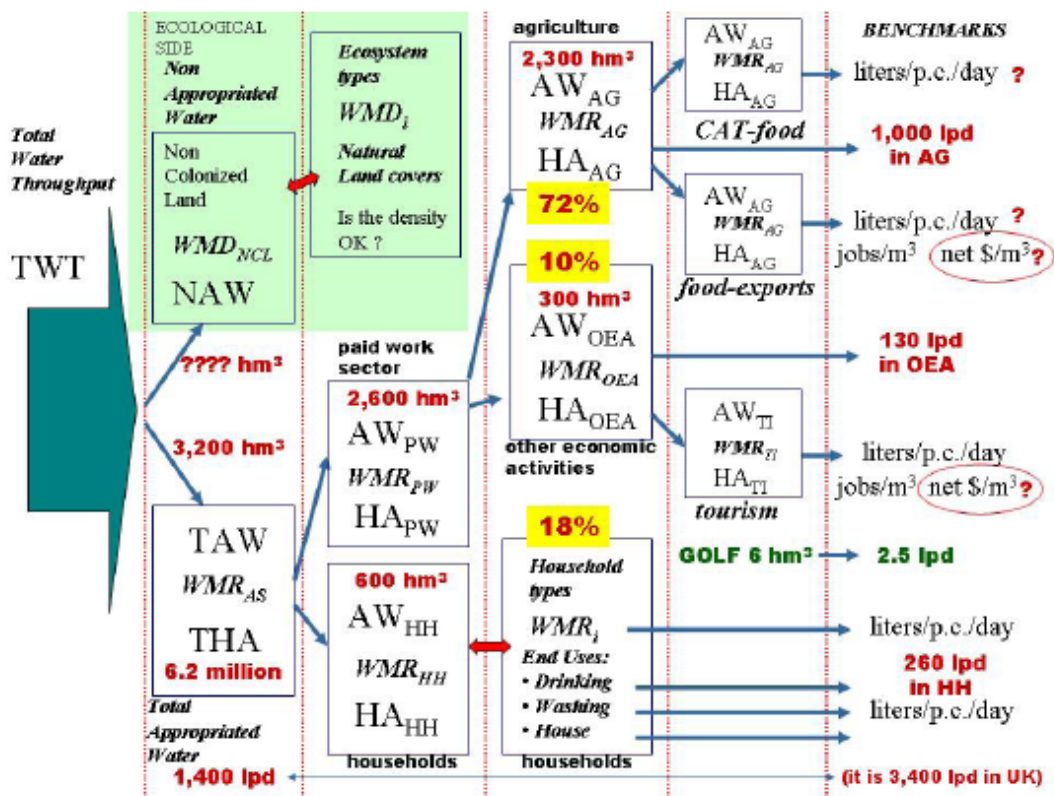 Total
Water
Throughput
TWT
ECOLOGICAL
SIDE
Non
Appropriated
Water
Non
Colonized
Land
WMD_NCL
NAW
???? hm³
3,200 hm³
TAW
WMR_AS
THA
6.2 million
Total
Appropriated
Water
1,400 lpd
Ecosystem
types
WMD_i
Natural
Land covers
Is the density
OK ?
paid work
sector
2,600 hm³
AW_PW
WMR_PW
HA_PW
600 hm³
AW_HH
WMR_HH
HA_HH
households
agriculture
2,300 hm³
AW_AG
WMR_AG
HA_AG
72%
10%
300 hm³
AW_OEA
WMR_OEA
HA_OEA
other economic
activities
18%
Household
types
WMR_i
End Uses:
• Drinking
• Washing
• House
households
AW_AG
WMR_AG
HA_AG
CAT-food
AW_AG
WMR_AG
HA_AG
food-exports
AW_TI
WMR_TI
HA_TI
tourism
GOLF 6 hm³
BENCHMARKS
liters/p.c./day ?
1,000 lpd
in AG
liters/p.c./day ?
jobs/m³ net $/m³?
130 lpd
in OEA
liters/p.c./day
jobs/m³ net $/m³?
2.5 lpd
liters/p.c./day
260 lpd
in HH
liters/p.c./day
(it is 3,400 lpd in UK)